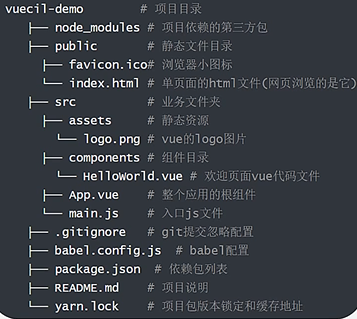 vuecil-demo        # 项目目录
├── node_modules # 项目依赖的第三方包
├── public       # 静态文件目录
    ├── favicon.ico# 浏览器小图标
    └── index.html # 单页面的html文件(网页浏览的是它)
├── src          # 业务文件夹
    ├── assets     # 静态资源
        └── logo.png # vue的logo图片
    ├── components # 组件目录
        └── HelloWorld.vue # 欢迎页面vue代码文件
    ├── App.vue    # 整个应用的根组件
    └── main.js    # 入口js文件
├── .gitignore   # git提交忽略配置
├── babel.config.js  # babel配置
├── package.json  # 依赖包列表
├── README.md    # 项目说明
└── yarn.lock    # 项目包版本锁定和缓存地址